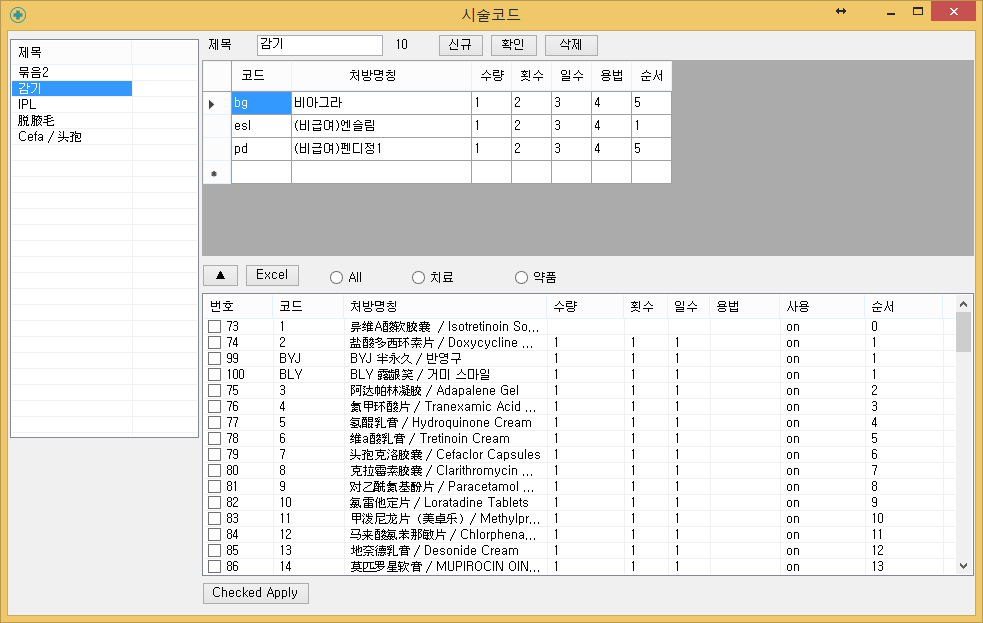 시술코드
제목
묶음2
감기
IPL
脱腋毛
Cefa / 头孢
제목 감기 10 신규 확인 삭제
코드 처방명칭 수량 횟수 일수 용법 순서
bg 비아그라 1 2 3 4 5
esl (비급여)엔슬림 1 2 3 4 1
pd (비급여)펜디정1 1 2 3 4 5
Excel All 치료 약품
번호 코드 처방명칭 수량 횟수 일수 용법 사용 순서
73 1 异维A酸软胶囊 / Isotretinoin So... on 0
74 2 盐酸多西环素片 / Doxycycline ... 1 1 1 on 1
99 BYJ BYJ 半永久 / 반영구 1 1 1 on 1
100 BLY BLY 露龈笑 / 거미 스마일 1 1 1 on 1
75 3 阿达帕林凝胶 / Adapalene Gel 1 1 1 on 2
76 4 氨甲环酸片 / Tranexamic Acid ... 1 1 1 on 3
77 5 氢醌乳膏 / Hydroquinone Cream 1 1 1 on 4
78 6 维a酸乳膏 / Tretinoin Cream 1 1 1 on 5
79 7 头孢克洛胶囊 / Cefaclor Capsules 1 1 1 on 6
80 8 克拉霉素胶囊 / Clarithromycin ... 1 1 1 on 7
81 9 对乙酰氨基酚片 / Paracetamol ... 1 1 1 on 8
82 10 氯雷他定片 / Loratadine Tablets 1 1 1 on 9
83 11 甲泼尼龙片（美卓乐）/ Methylpr... 1 1 1 on 10
84 12 马来酸氯苯那敏片 / Chlorphena... 1 1 1 on 11
85 13 地奈德乳膏 / Desonide Cream 1 1 1 on 12
86 14 莫匹罗星软膏 / MUPIROCIN OIN... 1 1 1 on 13
Checked Apply